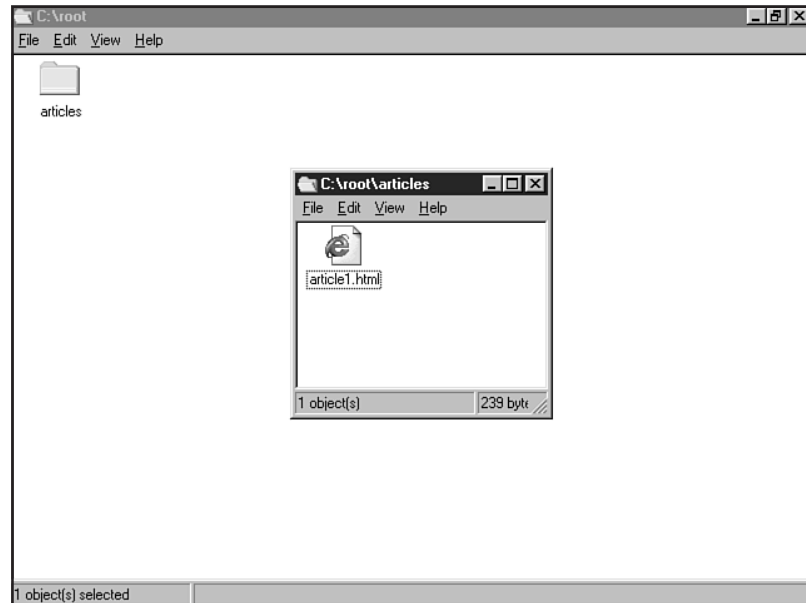 C:\root
File Edit View Help
articles
C:\root\articles
File Edit View Help
article1.html
1 object(s)
239 byte
1 object(s) selected